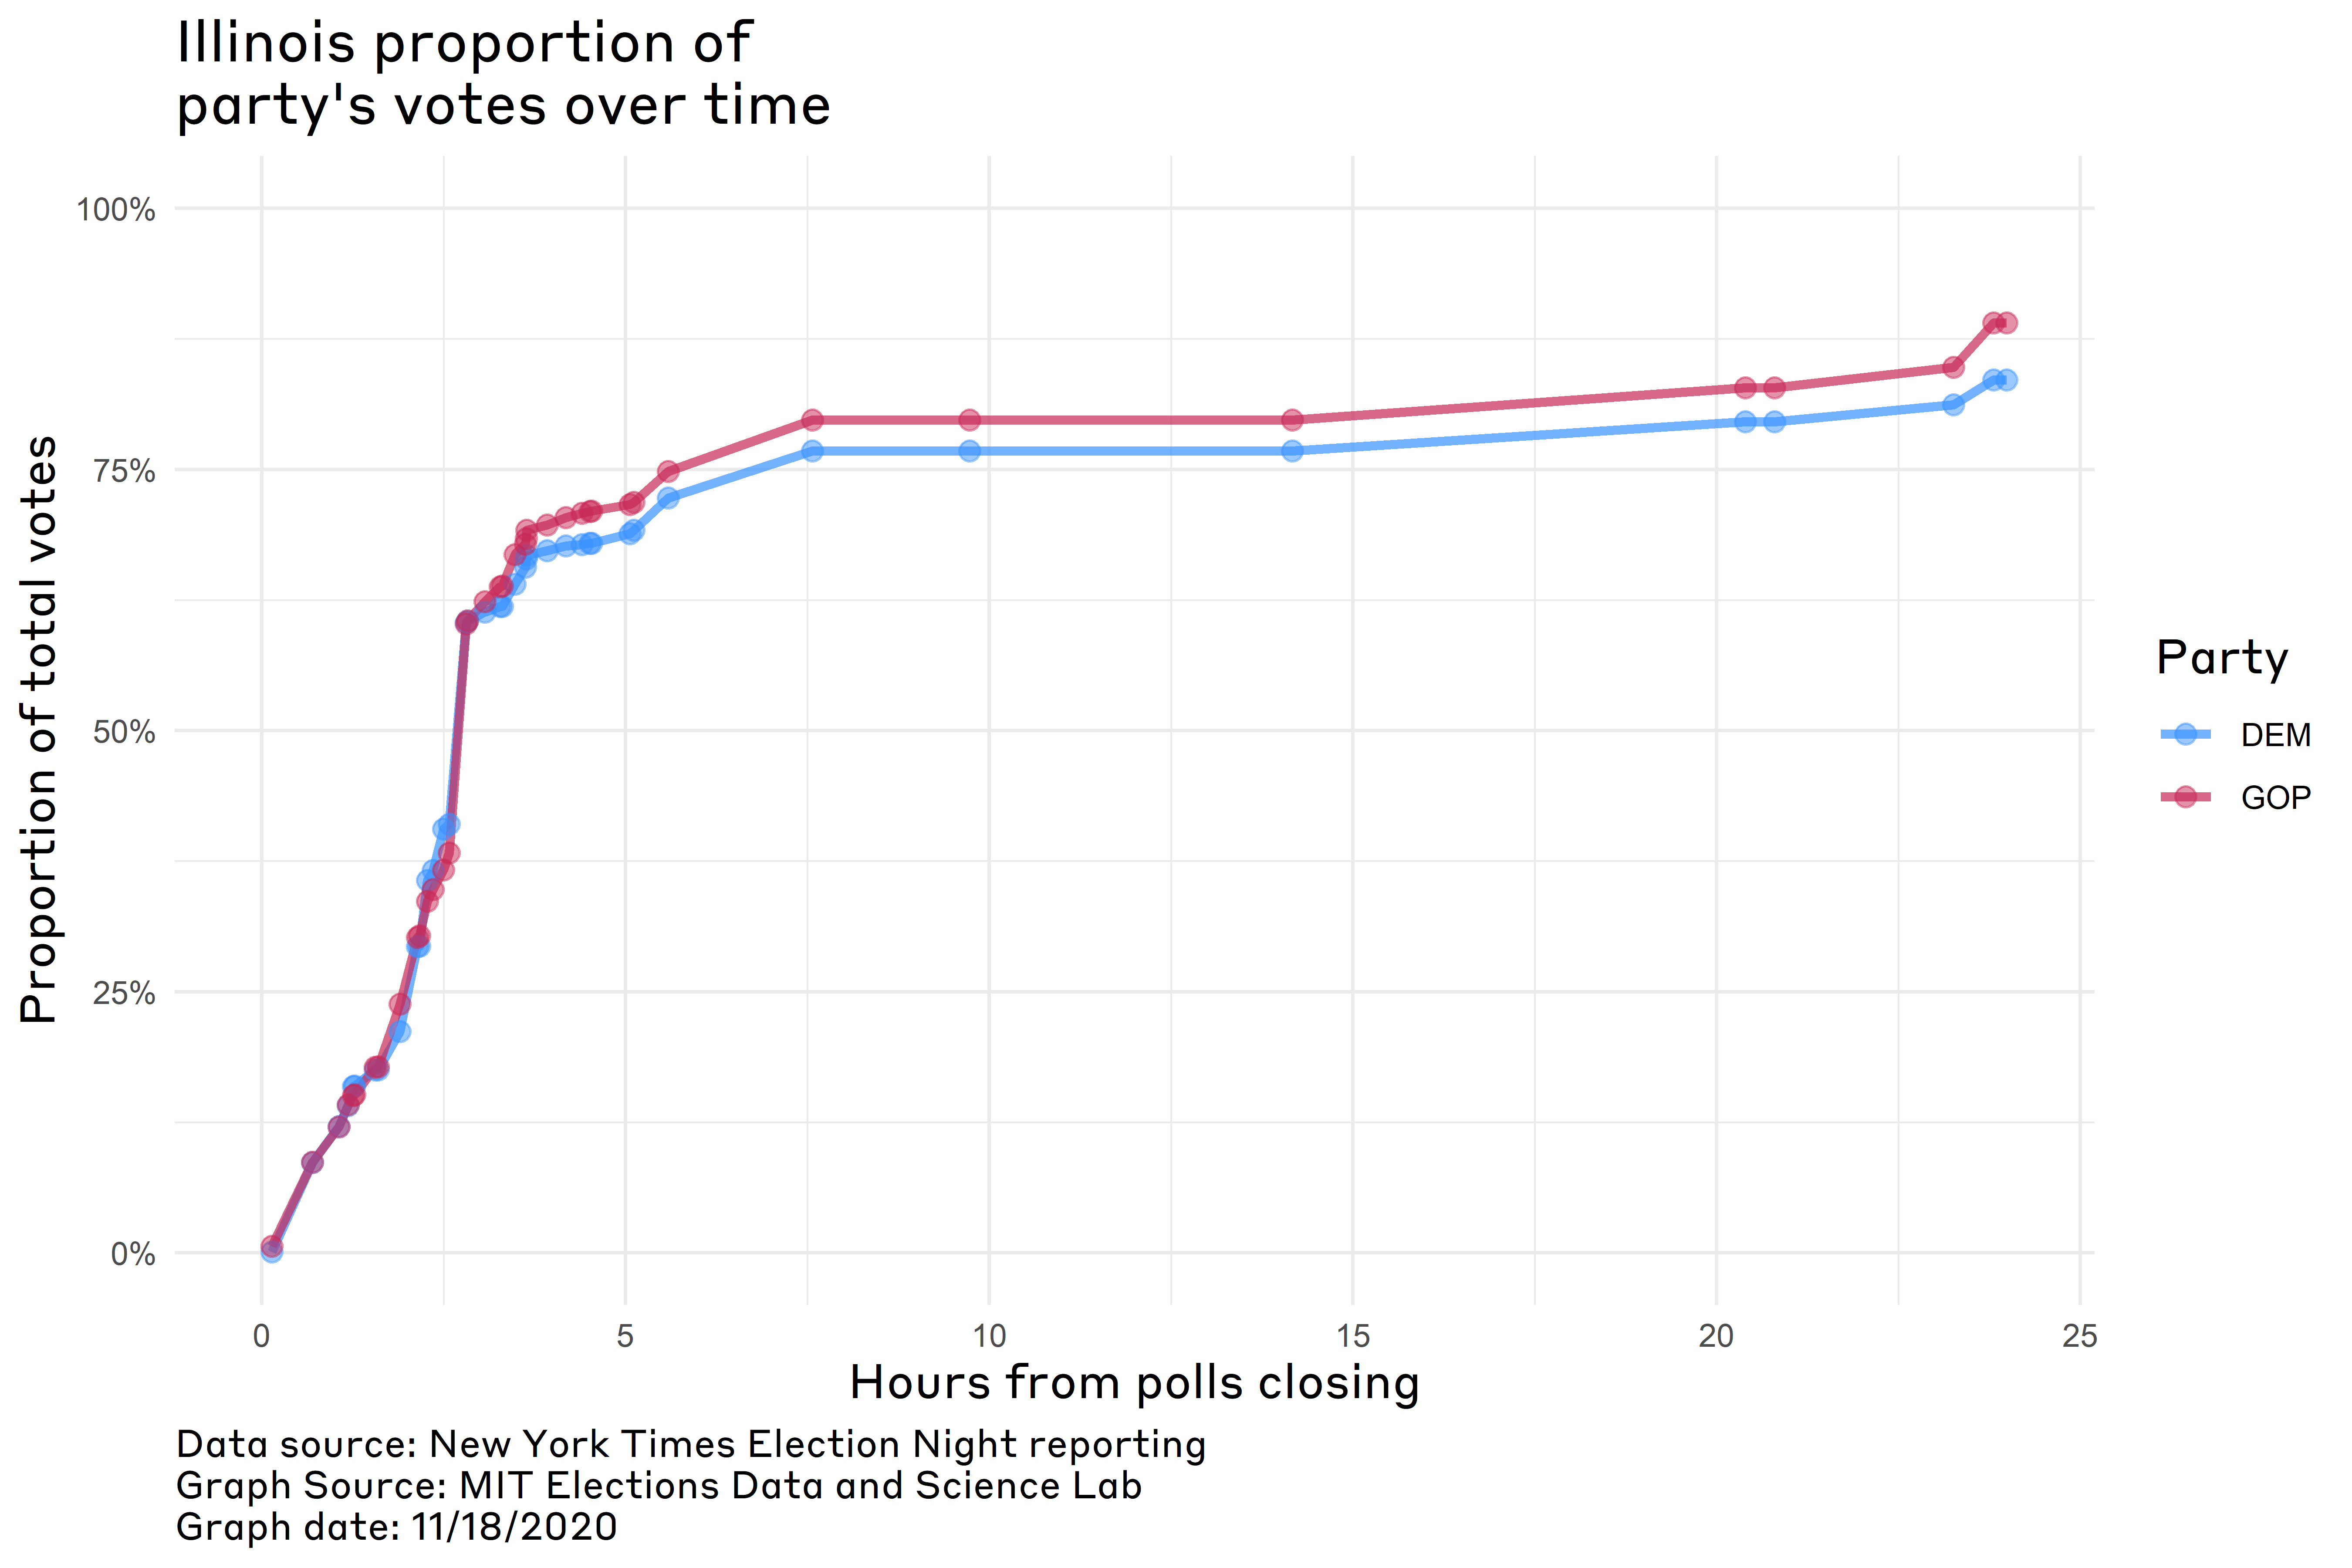 Illinois proportion of
party's votes over time
Proportion of total votes
100%
75%
50%
25%
0%
0 5 10 15 20 25
Hours from polls closing
Party
DEM
GOP
Data source: New York Times Election Night reporting
Graph Source: MIT Elections Data and Science Lab
Graph date: 11/18/2020